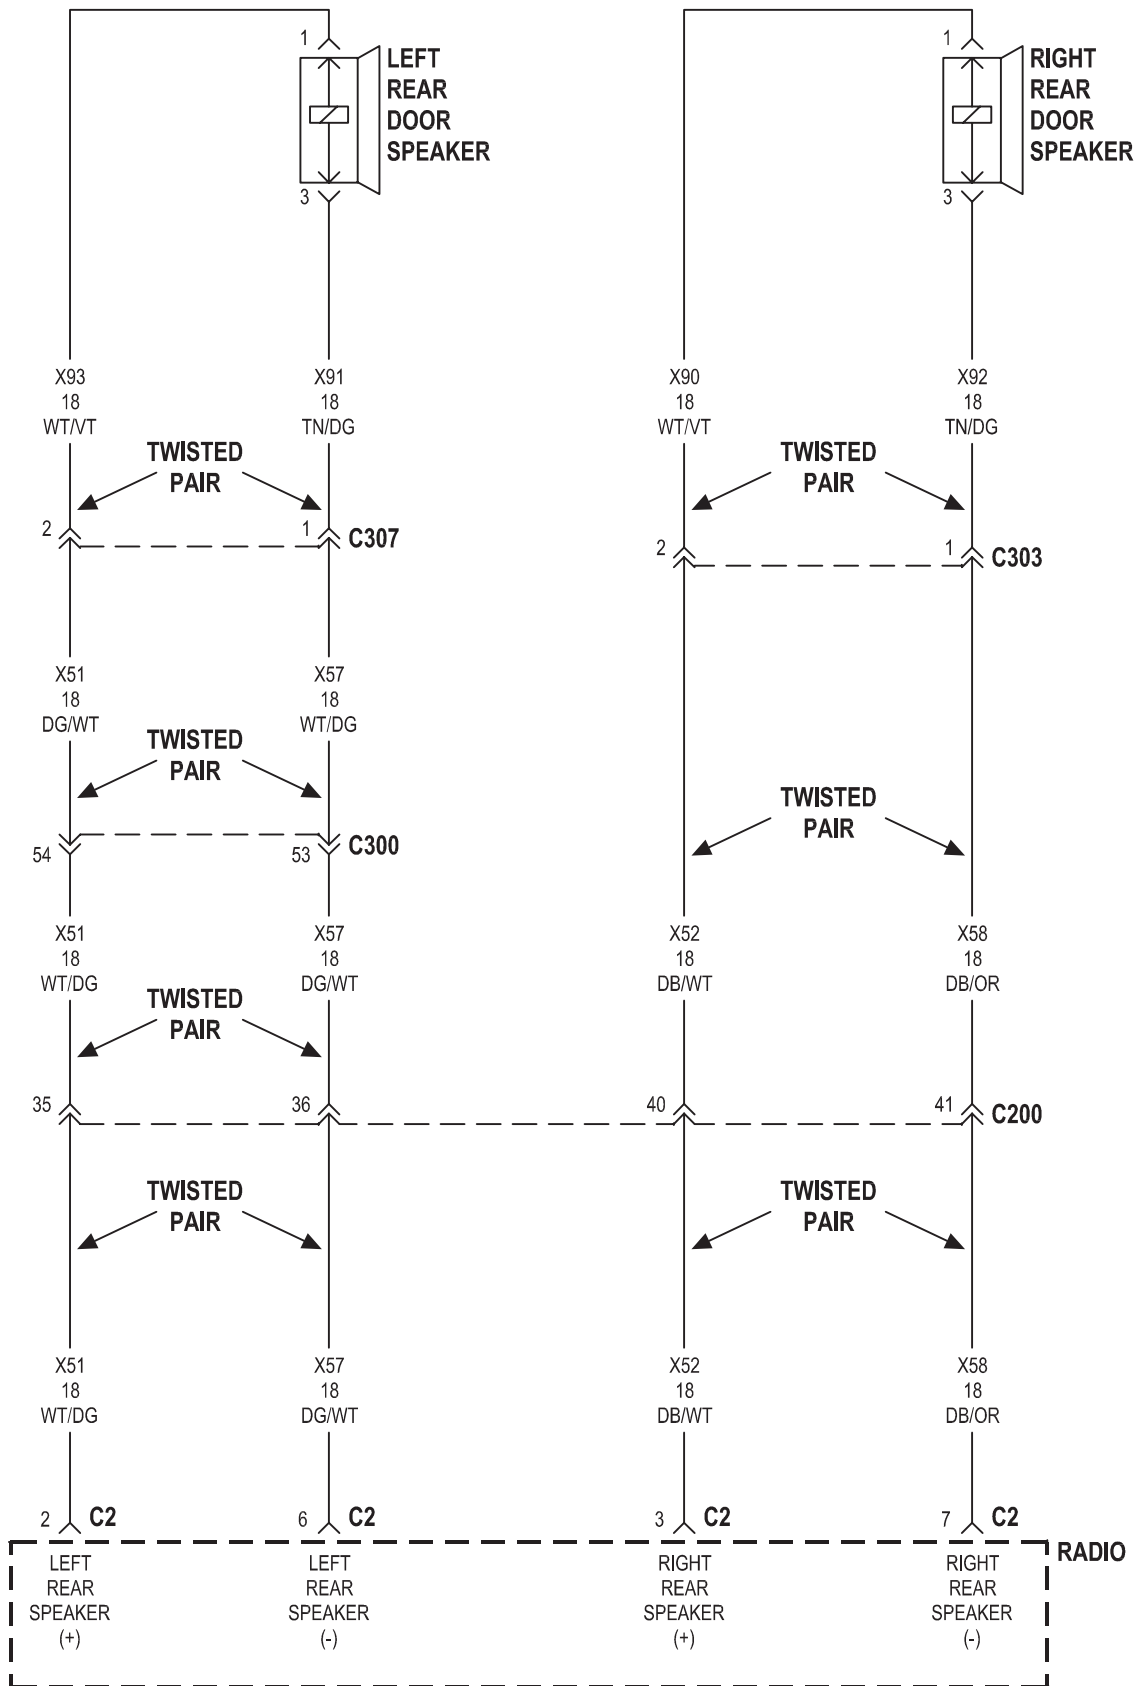 1
LEFT
REAR
DOOR
SPEAKER
3
1
RIGHT
REAR
DOOR
SPEAKER
3
X93
18
WT/VT
X91
18
TN/DG
X90
18
WT/VT
X92
18
TN/DG
TWISTED
PAIR
TWISTED
PAIR
2
1
C307
2
1
C303
X51
18
DG/WT
X57
18
WT/DG
TWISTED
PAIR
TWISTED
PAIR
54
53
C300
X51
18
WT/DG
X57
18
DG/WT
X52
18
DB/WT
X58
18
DB/OR
TWISTED
PAIR
35
36
40
41
C200
TWISTED
PAIR
TWISTED
PAIR
X51
18
WT/DG
X57
18
DG/WT
X52
18
DB/WT
X58
18
DB/OR
2
C2
6
C2
3
C2
7
C2
RADIO
LEFT
REAR
SPEAKER
(+)
LEFT
REAR
SPEAKER
(-)
RIGHT
REAR
SPEAKER
(+)
RIGHT
REAR
SPEAKER
(-)